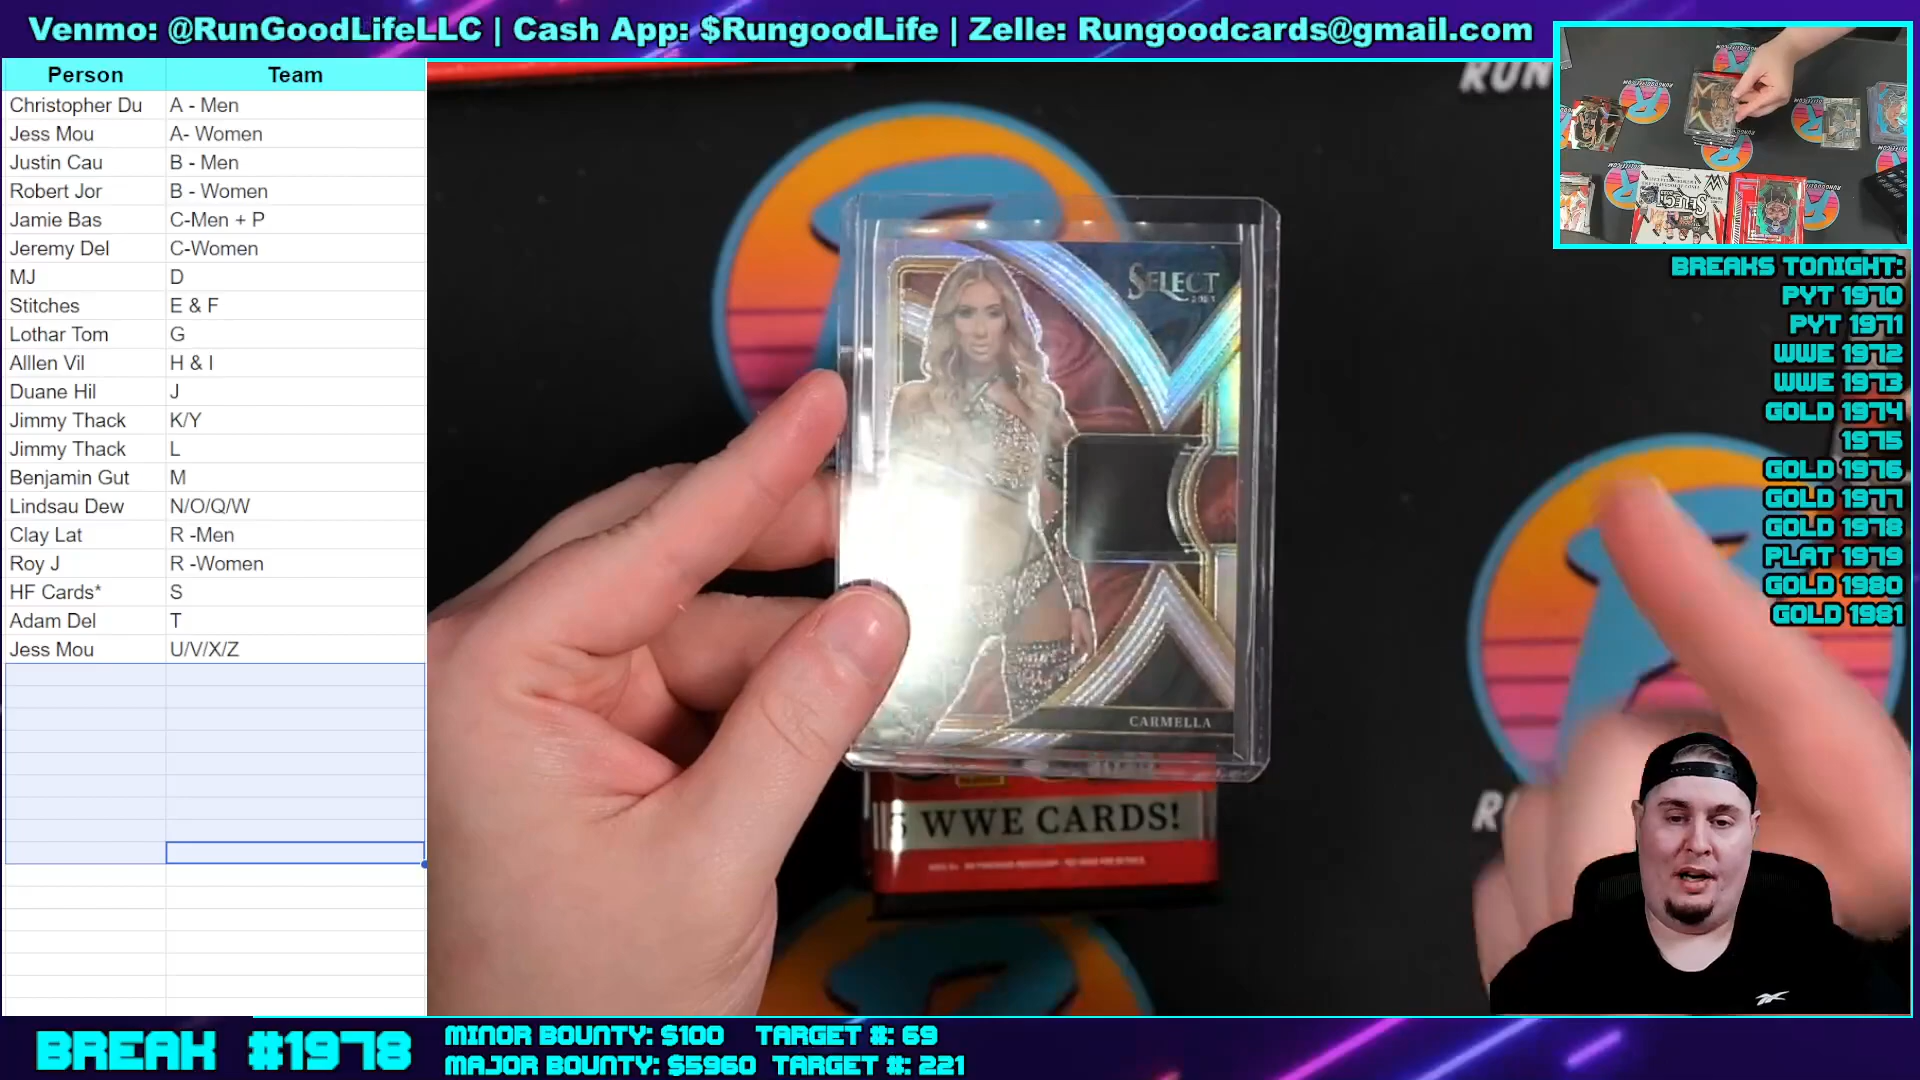 Venmo: @RunGoodLifeLLC | Cash App: $RungoodLife | Zelle: Rungoodcards@gmail.com
Person Team
Christopher Du A - Men
Jess Mou A- Women
Justin Cau B - Men
Robert Jor B - Women
Jamie Bas C-Men + P
Jeremy Del C-Women
MJ D
Stitches E & F
Lothar Tom G
Alllen Vil H & I
Duane Hil J
Jimmy Thack K/Y
Jimmy Thack L
Benjamin Gut M
Lindsau Dew N/O/Q/W
Clay Lat R -Men
Roy J R -Women
HF Cards* S
Adam Del T
Jess Mou U/V/X/Z
RUN
SELECT
CARMELLA
5 WWE CARDS!
R
SELECT
BREAKS TONIGHT:
PYT 1970
PYT 1971
WWE 1972
WWE 1973
GOLD 1974
1975
GOLD 1976
GOLD 1977
GOLD 1978
PLAT 1979
GOLD 1980
GOLD 1981
BREAK #1978
MINOR BOUNTY: $100 TARGET #: 69
MAJOR BOUNTY: $5960 TARGET #: 221